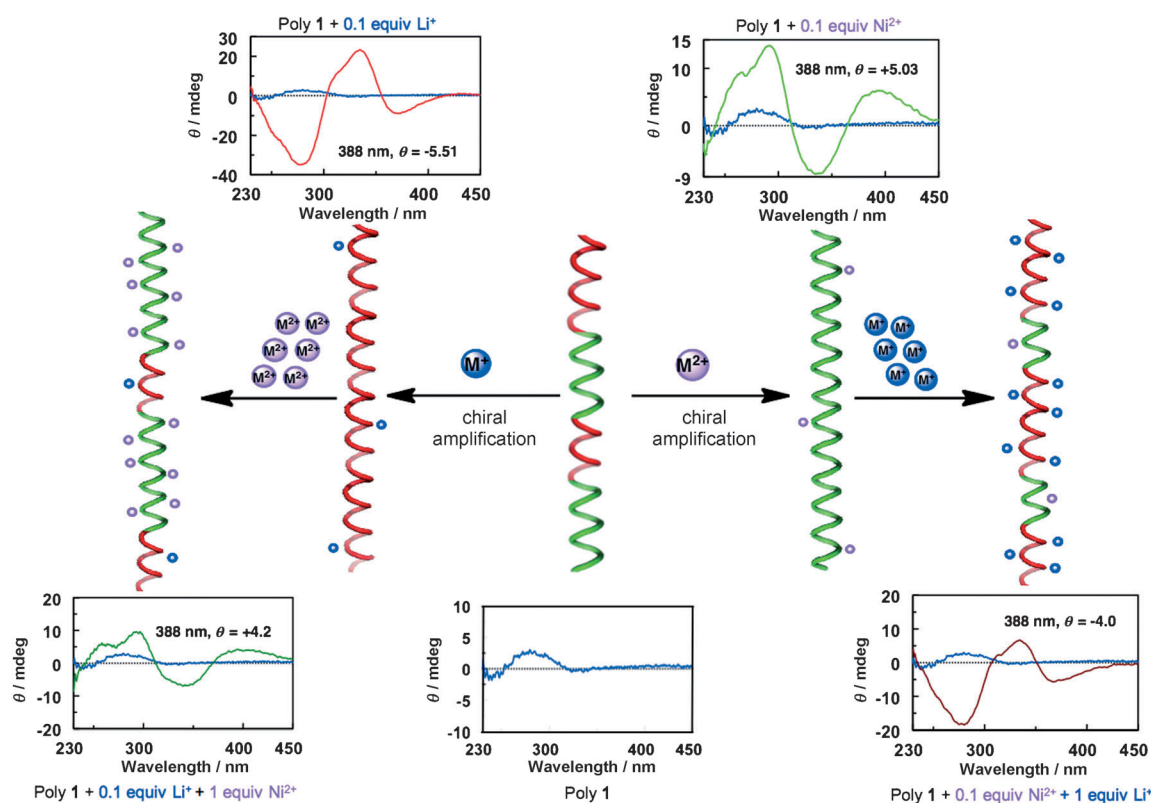 Poly 1 + 0.1 equiv Li⁺
30
20
0
-20
-40
θ / mdeg
388 nm, θ = -5.51
230
300
400
450
Wavelength / nm
Poly 1 + 0.1 equiv Ni²⁺
15
10
0
-9
θ / mdeg
388 nm, θ = +5.03
230
300
400
450
Wavelength / nm
M²⁺ M²⁺
M²⁺ M²⁺
M²⁺ M²⁺
M⁺
chiral
amplification
M²⁺
chiral
amplification
M⁺ M⁺
M⁺ M⁺
M⁺ M⁺
20
10
0
-10
-20
θ / mdeg
388 nm, θ = +4.2
230
300
400
450
Wavelength / nm
Poly 1 + 0.1 equiv Li⁺ + 1 equiv Ni²⁺
10
5
0
-5
-10
θ / mdeg
230
300
400
450
Wavelength / nm
Poly 1
20
10
0
-10
-20
θ / mdeg
388 nm, θ = -4.0
230
300
400
450
Wavelength / nm
Poly 1 + 0.1 equiv Ni²⁺ + 1 equiv Li⁺